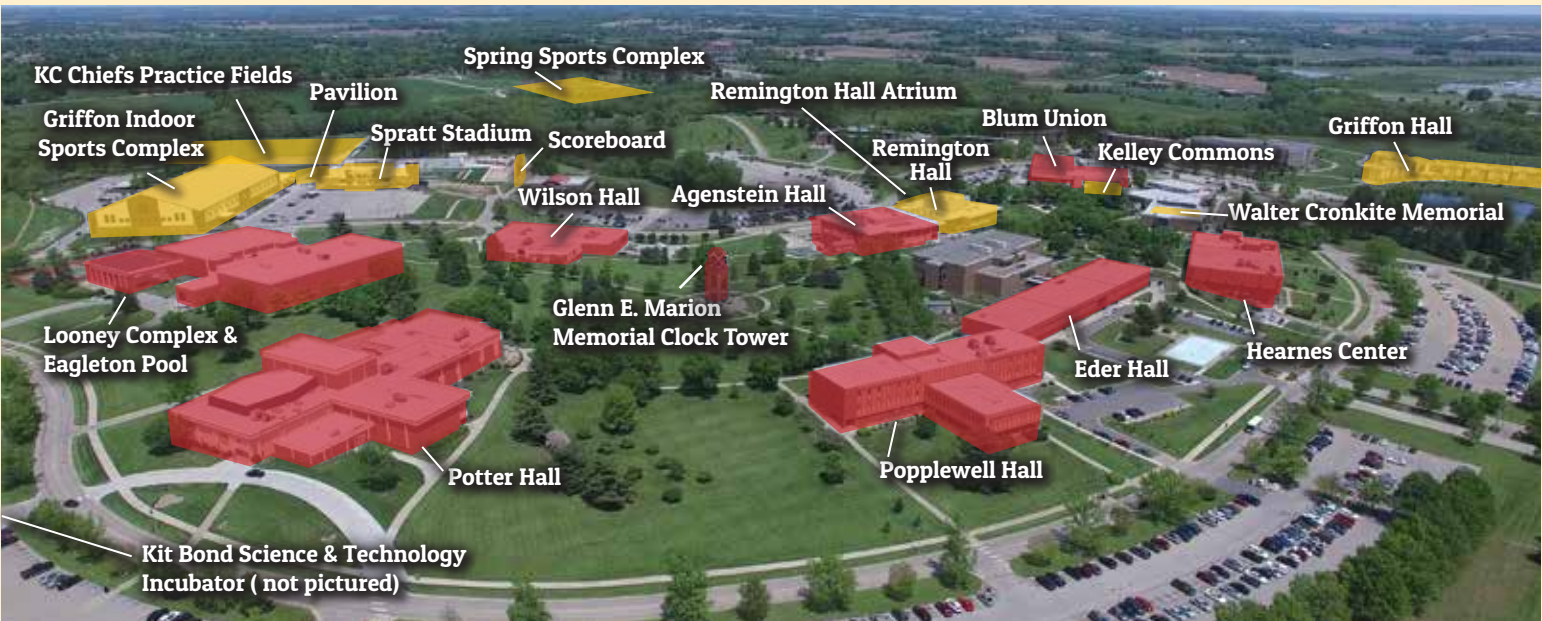 Spring Sports Complex
KC Chiefs Practice Fields
Pavilion
Remington Hall Atrium
Griffon Indoor
Sports Complex
Spratt Stadium
Scoreboard
Blum Union
Griffon Hall
Remington
Hall
Kelley Commons
Wilson Hall
Agenstein Hall
Walter Cronkite Memorial
Glenn E. Marion
Memorial Clock Tower
Looney Complex &
Eagleton Pool
Hearnes Center
Eder Hall
Potter Hall
Popplewell Hall
Kit Bond Science & Technology
Incubator ( not pictured)